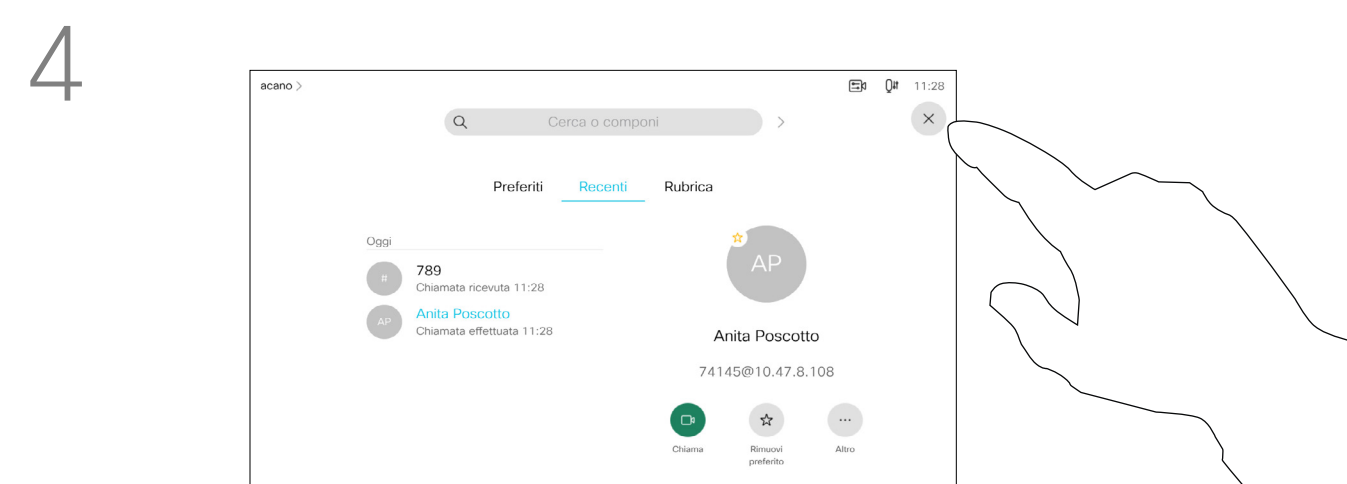 4
acano >
11:28
Cerca o componi
Preferiti Recenti Rubrica
Oggi
#
789
Chiamata ricevuta 11:28
AP
Anita Poscotto
Chiamata effettuata 11:28
AP
Anita Poscotto
74145@10.47.8.108
Chiama
Rimuovi
preferito
Altro